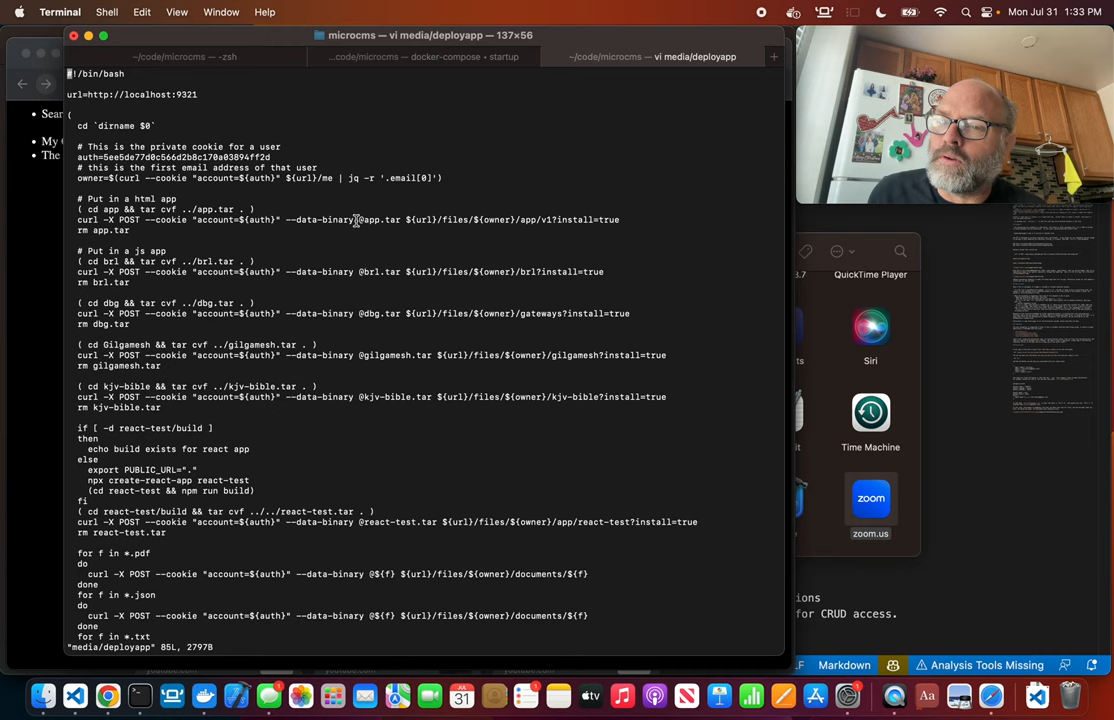 Terminal Shell Edit View Window Help
Mon Jul 31 1:33 PM
microcms — vi media/deployapp — 137×56
~/code/microcms — -zsh
...code/microcms — docker-compose - startup
~/code/microcms — vi media/deployapp
#!/bin/bash
url=http://localhost:9321
(
cd `dirname $0`
# This is the private cookie for a user
auth=5ee5de77d0c566d2b8c170a03894ff2d
# this is the first email address of that user
owner=$(curl --cookie "account=${auth}" ${url}/me | jq -r '.email[0]')
# Put in a html app
( cd app && tar cvf ../app.tar . )
curl -X POST --cookie "account=${auth}" --data-binary @app.tar ${url}/files/${owner}/app/v1?install=true
rm app.tar
# Put in a js app
( cd brl && tar cvf ../brl.tar . )
curl -X POST --cookie "account=${auth}" --data-binary @brl.tar ${url}/files/${owner}/brl?install=true
rm brl.tar
( cd dbg && tar cvf ../dbg.tar . )
curl -X POST --cookie "account=${auth}" --data-binary @dbg.tar ${url}/files/${owner}/gateways?install=true
rm dbg.tar
( cd Gilgamesh && tar cvf ../gilgamesh.tar . )
curl -X POST --cookie "account=${auth}" --data-binary @gilgamesh.tar ${url}/files/${owner}/gilgamesh?install=true
rm gilgamesh.tar
( cd kjv-bible && tar cvf ../kjv-bible.tar . )
curl -X POST --cookie "account=${auth}" --data-binary @kjv-bible.tar ${url}/files/${owner}/kjv-bible?install=true
rm kjv-bible.tar
if [ -d react-test/build ]
then
echo build exists for react app
else
export PUBLIC_URL="."
npx create-react-app react-test
(cd react-test && npm run build)
fi
( cd react-test/build && tar cvf ../../react-test.tar . )
curl -X POST --cookie "account=${auth}" --data-binary @react-test.tar ${url}/files/${owner}/app/react-test?install=true
rm react-test.tar
for f in *.pdf
do
curl -X POST --cookie "account=${auth}" --data-binary @${f} ${url}/files/${owner}/documents/${f}
done
for f in *.json
do
curl -X POST --cookie "account=${auth}" --data-binary @${f} ${url}/files/${owner}/documents/${f}
done
for f in *.txt
"media/deployapp" 85L, 2797B
Sear
My
The
3.7
QuickTime Player
ts
Siri
it
Time Machine
zoom
zoom.us
ions
for CRUD access.
LF Markdown Analysis Tools Missing
JUL
31
tv
Aa
1
1
1